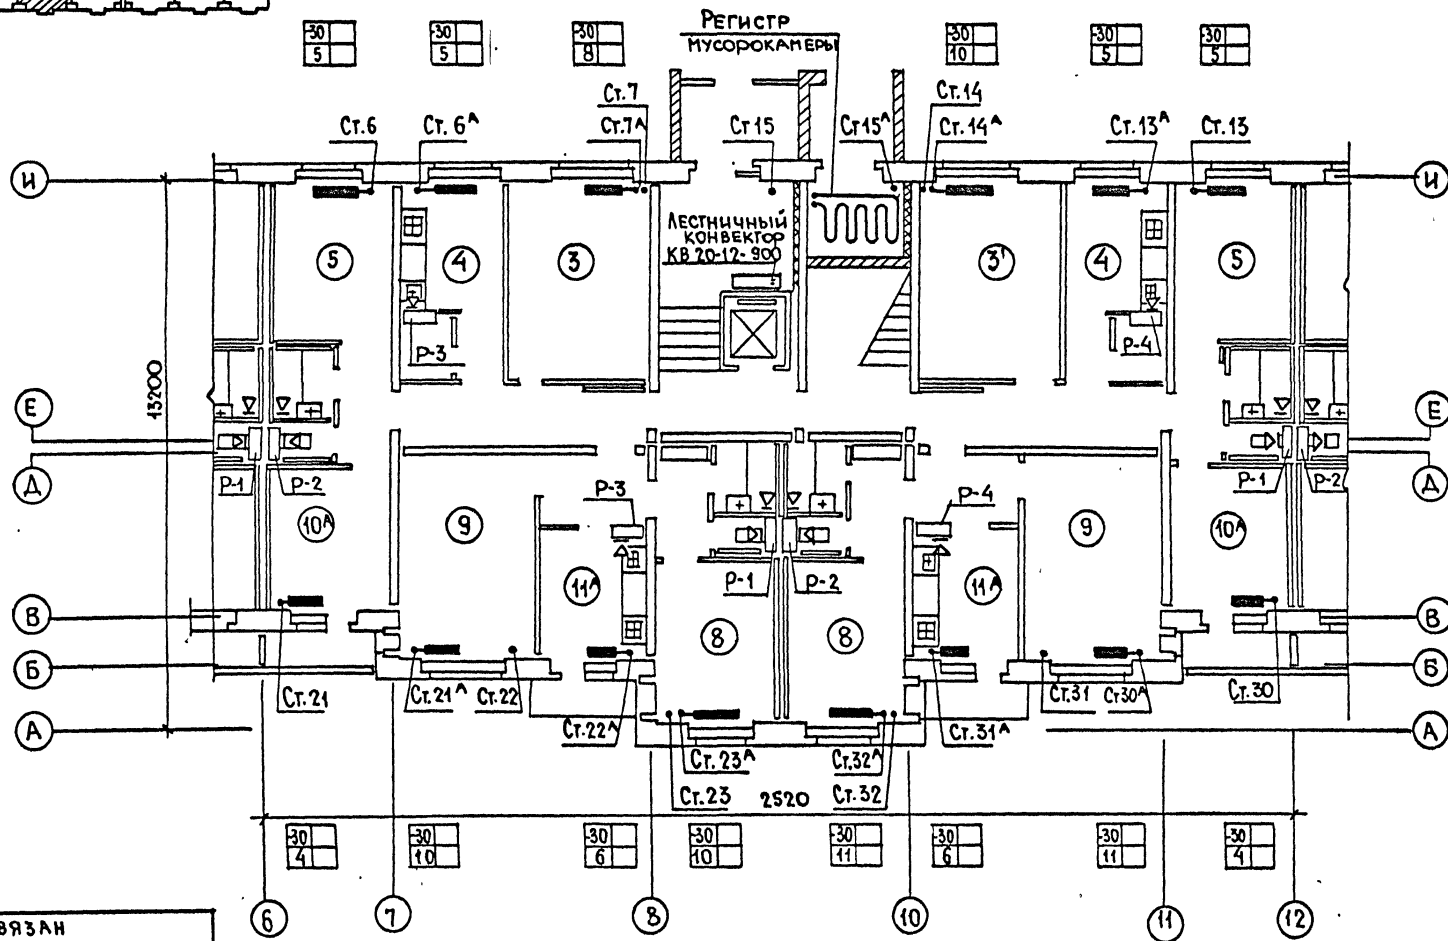 РЕГИСТР
МУСОРОКАМЕРЫ
-30 -30 -30 -30 -30 -30
5 5 8 10 5 5
Ст.7 Ст.14
Ст.6 Ст.6А Ст.7А Ст15 Ст15А Ст.14А Ст.13А Ст.13
И И
ЛЕСТНИЧНЫЙ
КОНВЕКТОР
КВ 20-12-900
5 4 3 3' 4 5
Р-3 Р-4
13200
Е Е
Д Д
Р-1 Р-2 Р-3 Р-4 Р-1 Р-2
10А 9 9 10А
Р-1 Р-2
11А 11А
В 8 8 В
Б Б
Ст.21 Ст.21А Ст.22 Ст.31 Ст30А Ст.30
А Ст.22А Ст.31А А
Ст.23А Ст.32А
Ст.23 2520 Ст.32
-30 -30 -30 -30 -30 -30 -30 -30
4 10 6 10 11 6 11 4
6 7 8 10 11 12
ВЯЗАН